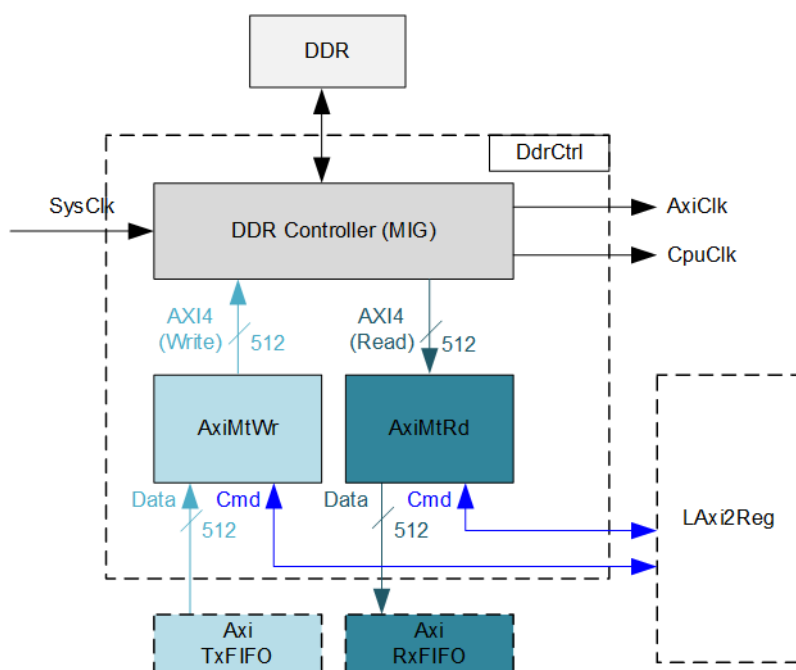 DDR
DdrCtrl
SysClk
DDR Controller (MIG)
AxiClk
CpuClk
AXI4
(Write)
512
AXI4
(Read)
512
AxiMtWr
AxiMtRd
Data
Cmd
512
Data
Cmd
512
LAxi2Reg
Axi
TxFIFO
Axi
RxFIFO